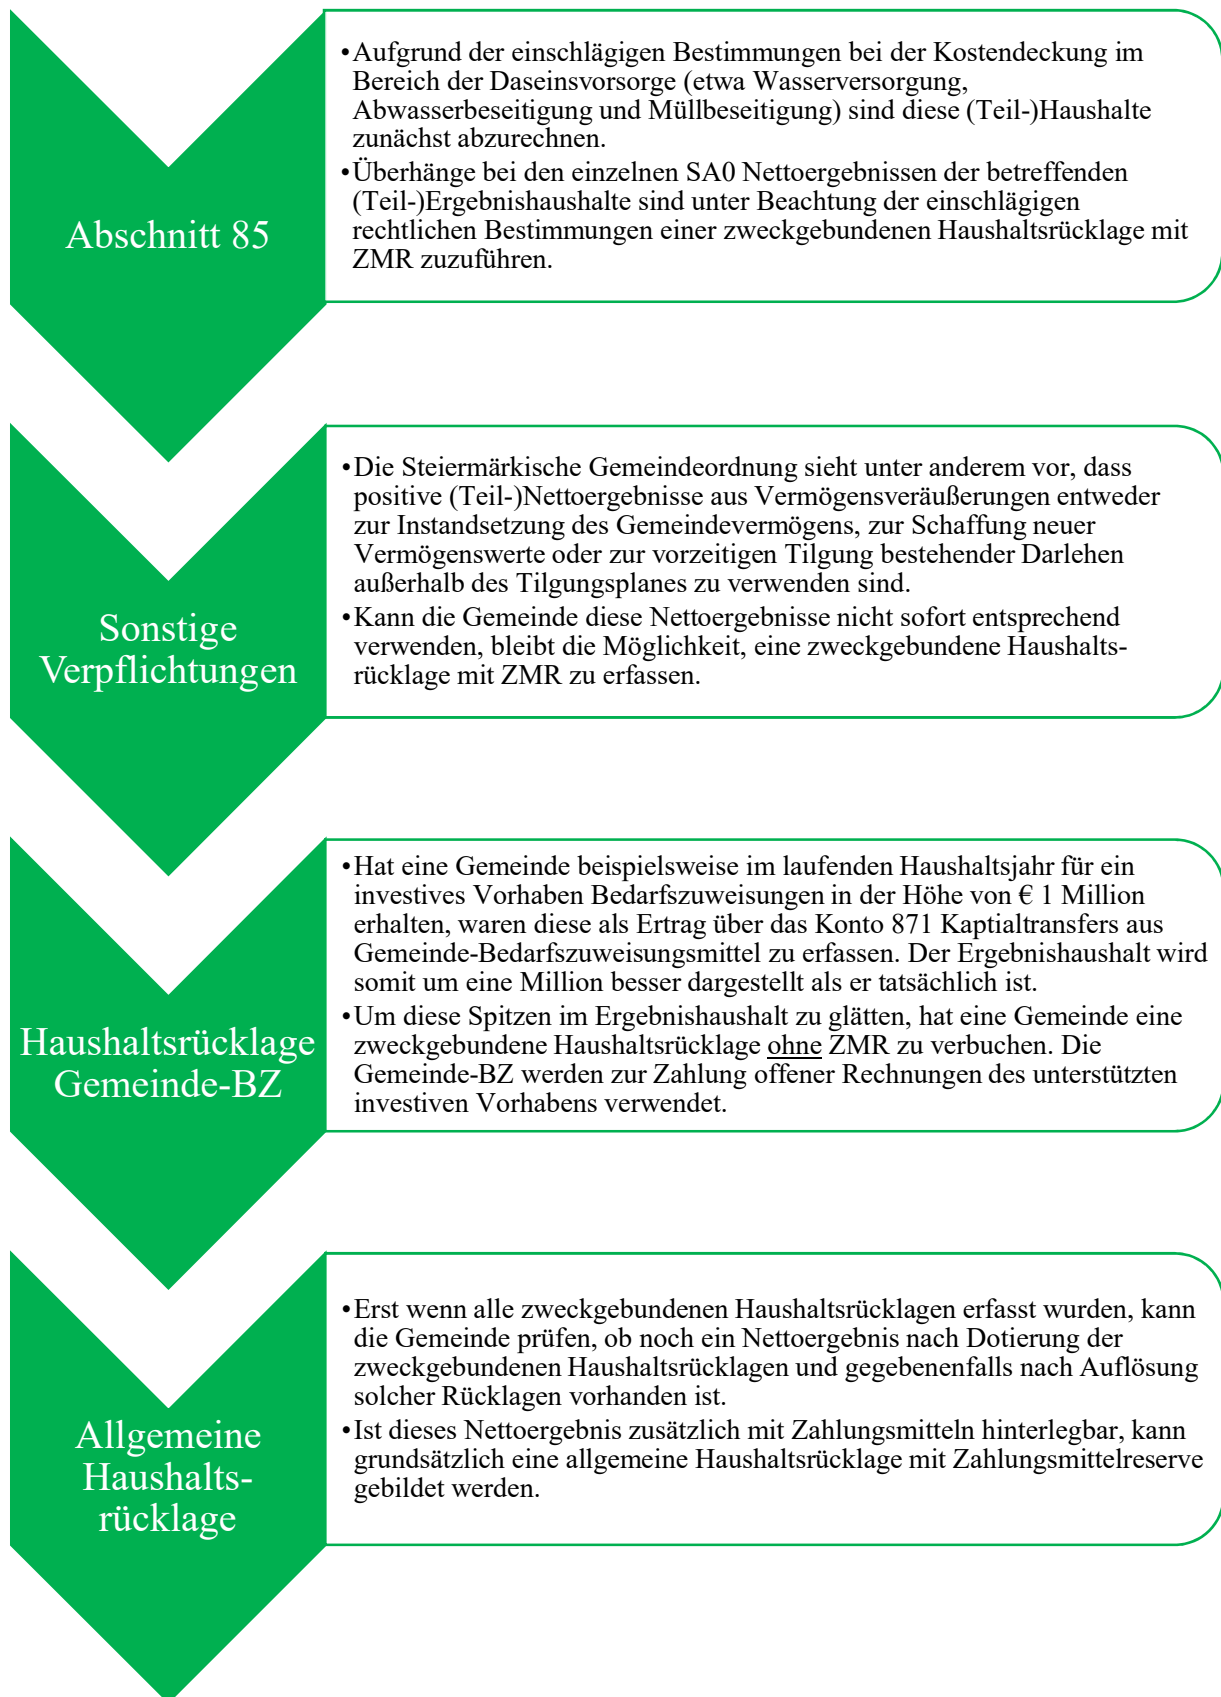 Abschnitt 85
•Aufgrund der einschlägigen Bestimmungen bei der Kostendeckung im
Bereich der Daseinsvorsorge (etwa Wasserversorgung,
Abwasserbeseitigung und Müllbeseitigung) sind diese (Teil-)Haushalte
zunächst abzurechnen.
•Überhänge bei den einzelnen SA0 Nettoergebnissen der betreffenden
(Teil-)Ergebnishaushalte sind unter Beachtung der einschlägigen
rechtlichen Bestimmungen einer zweckgebundenen Haushaltsrücklage mit
ZMR zuzuführen.
Sonstige
Verpflichtungen
•Die Steiermärkische Gemeindeordnung sieht unter anderem vor, dass
positive (Teil-)Nettoergebnisse aus Vermögensveräußerungen entweder
zur Instandsetzung des Gemeindevermögens, zur Schaffung neuer
Vermögenswerte oder zur vorzeitigen Tilgung bestehender Darlehen
außerhalb des Tilgungsplanes zu verwenden sind.
•Kann die Gemeinde diese Nettoergebnisse nicht sofort entsprechend
verwenden, bleibt die Möglichkeit, eine zweckgebundene Haushalts-
rücklage mit ZMR zu erfassen.
Haushaltsrücklage
Gemeinde-BZ
•Hat eine Gemeinde beispielsweise im laufenden Haushaltsjahr für ein
investives Vorhaben Bedarfszuweisungen in der Höhe von € 1 Million
erhalten, waren diese als Ertrag über das Konto 871 Kaptialtransfers aus
Gemeinde-Bedarfszuweisungsmittel zu erfassen. Der Ergebnishaushalt wird
somit um eine Million besser dargestellt als er tatsächlich ist.
•Um diese Spitzen im Ergebnishaushalt zu glätten, hat eine Gemeinde eine
zweckgebundene Haushaltsrücklage ohne ZMR zu verbuchen. Die
Gemeinde-BZ werden zur Zahlung offener Rechnungen des unterstützten
investiven Vorhabens verwendet.
Allgemeine
Haushalts-
rücklage
•Erst wenn alle zweckgebundenen Haushaltsrücklagen erfasst wurden, kann
die Gemeinde prüfen, ob noch ein Nettoergebnis nach Dotierung der
zweckgebundenen Haushaltsrücklagen und gegebenenfalls nach Auflösung
solcher Rücklagen vorhanden ist.
•Ist dieses Nettoergebnis zusätzlich mit Zahlungsmitteln hinterlegbar, kann
grundsätzlich eine allgemeine Haushaltsrücklage mit Zahlungsmittelreserve
gebildet werden.